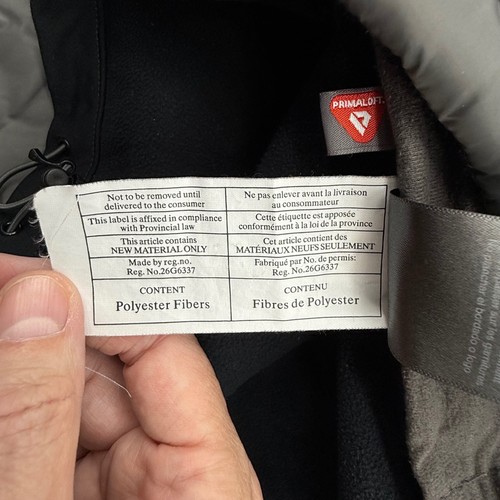 PRIMALOFT
Not to be removed until
delivered to the consumer
Ne pas enlever avant la livraison
au consommateur
This label is affixed in compliance
with Provincial law
Cette étiquette est apposée
conformément à la loi de la province
This article contains
NEW MATERIAL ONLY
Cet article contient des
MATÉRIAUX NEUFS SEULEMENT
Made by reg.no.
Reg. No.26G6337
Fabriqué par No. de permis:
Reg. No.26G6337
CONTENT
Polyester Fibers
CONTENU
Fibres de Polyester